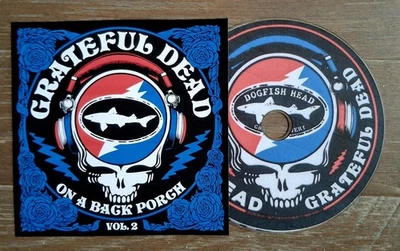 GRATEFUL DEAD
ON A BACK PORCH
VOL. 2
DOGFISH HEAD
GRATEFUL DEAD